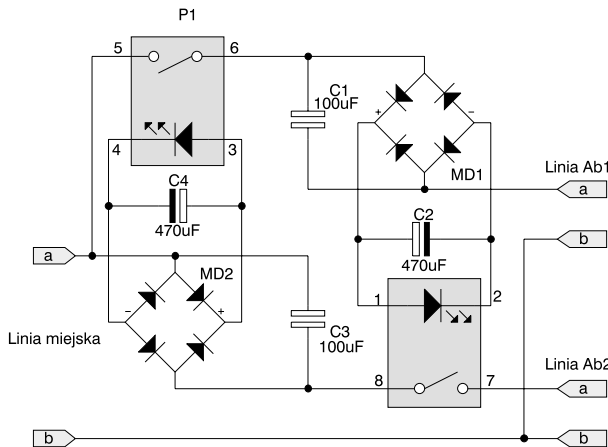 P1
5 6
4 3
C1
100uF
+ −
MD1
Linia Ab1
a
C4
470uF
C2
470uF
b
a
MD2
− +
1 2
Linia miejska
C3
100uF
Linia Ab2
8 7
a
b
b